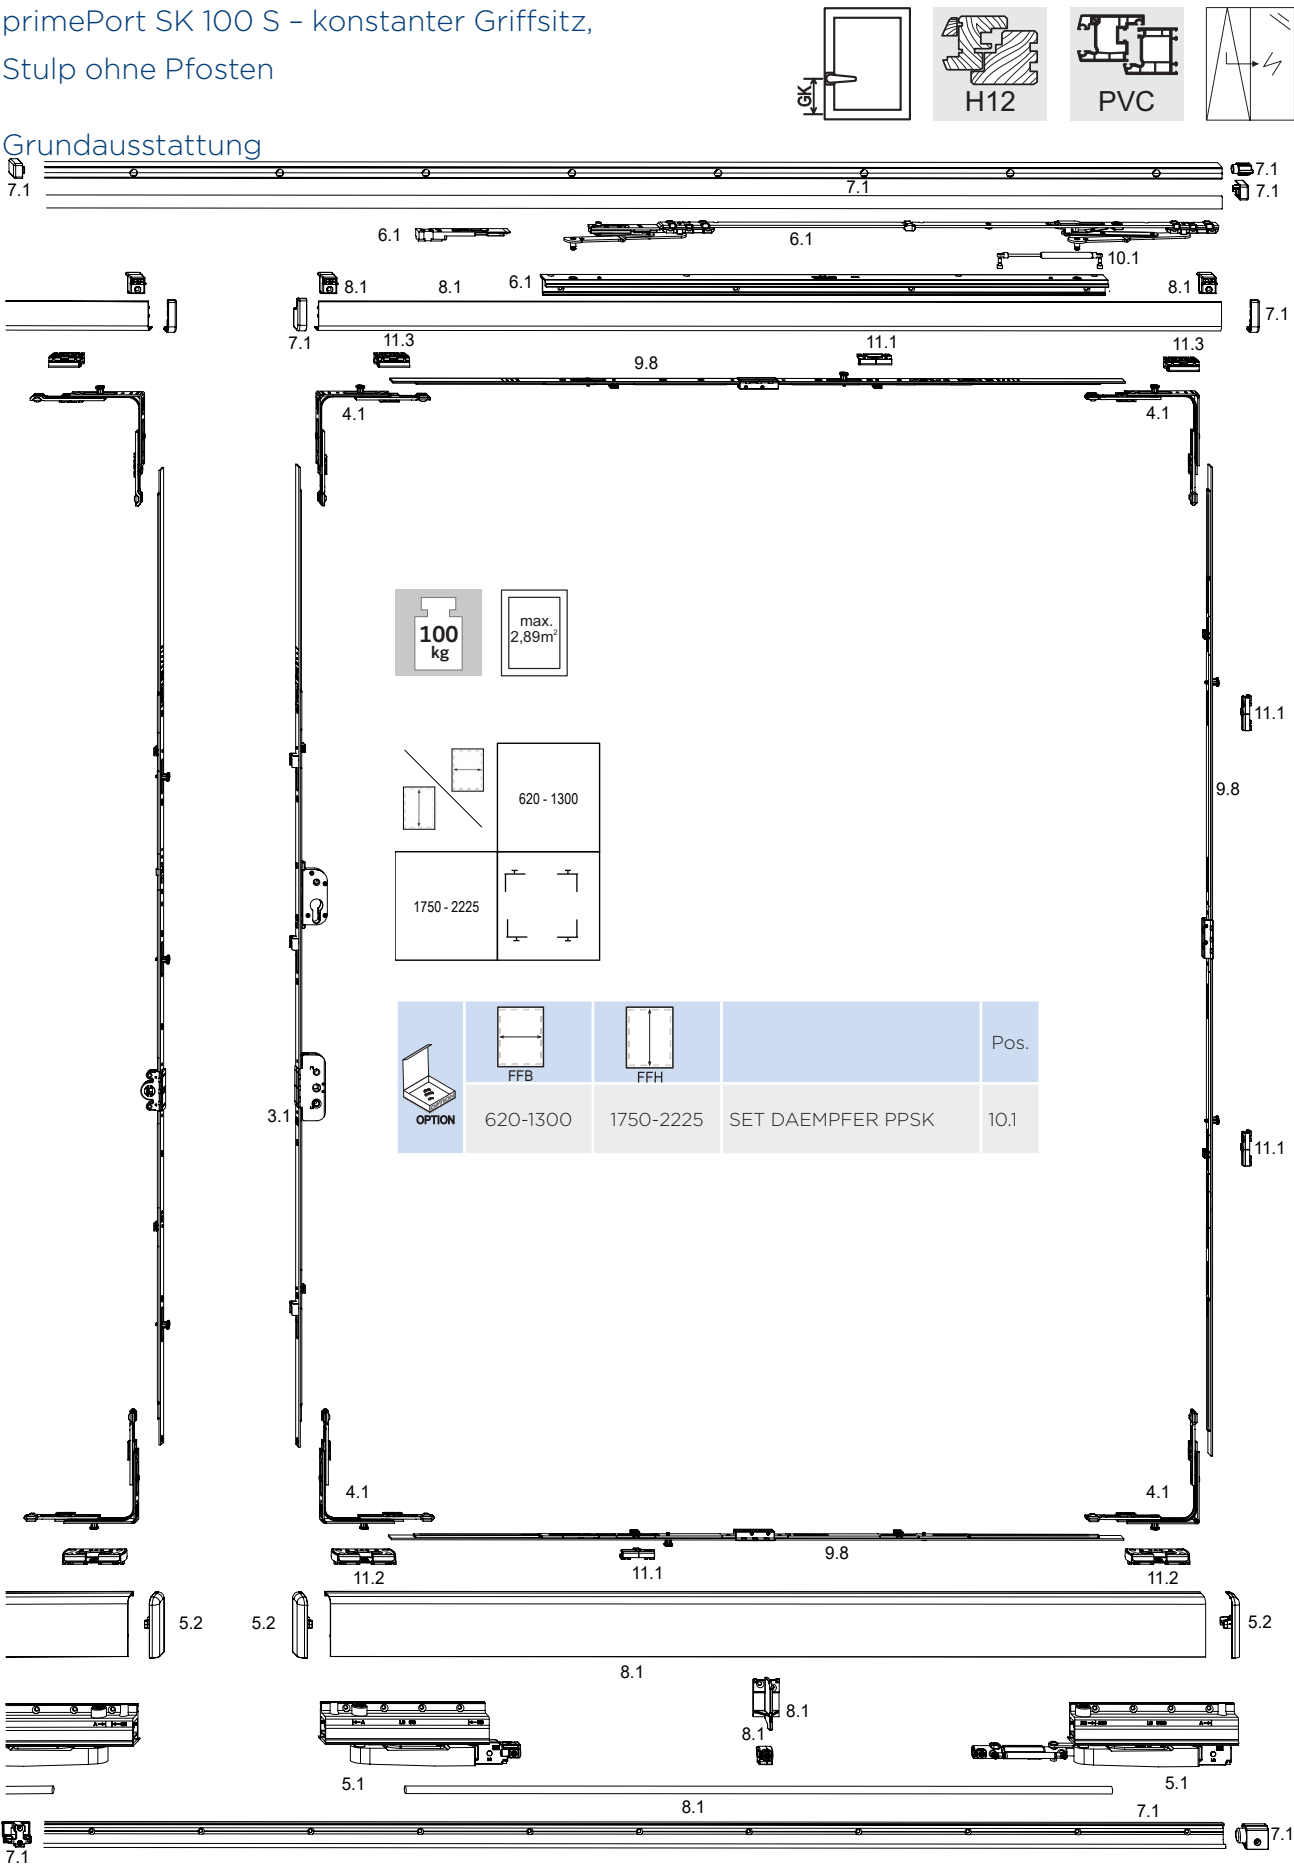 primePort SK 100 S – konstanter Griffsitz,
Stulp ohne Pfosten
GK
H12
PVC
Grundausstattung
7.1
7.1
7.1
7.1
6.1
6.1
10.1
8.1
8.1
6.1
8.1
7.1
7.1
11.3
11.1
11.3
9.8
4.1
4.1
100
kg
max.
2,89m²
11.1
9.8
620 - 1300
1750 - 2225
OPTION
FFB
FFH
Pos.
620-1300
1750-2225
SET DAEMPFER PPSK
10.1
3.1
11.1
4.1
4.1
9.8
11.2
11.1
11.2
5.2
5.2
5.2
8.1
8.1
8.1
5.1
5.1
8.1
7.1
7.1
7.1